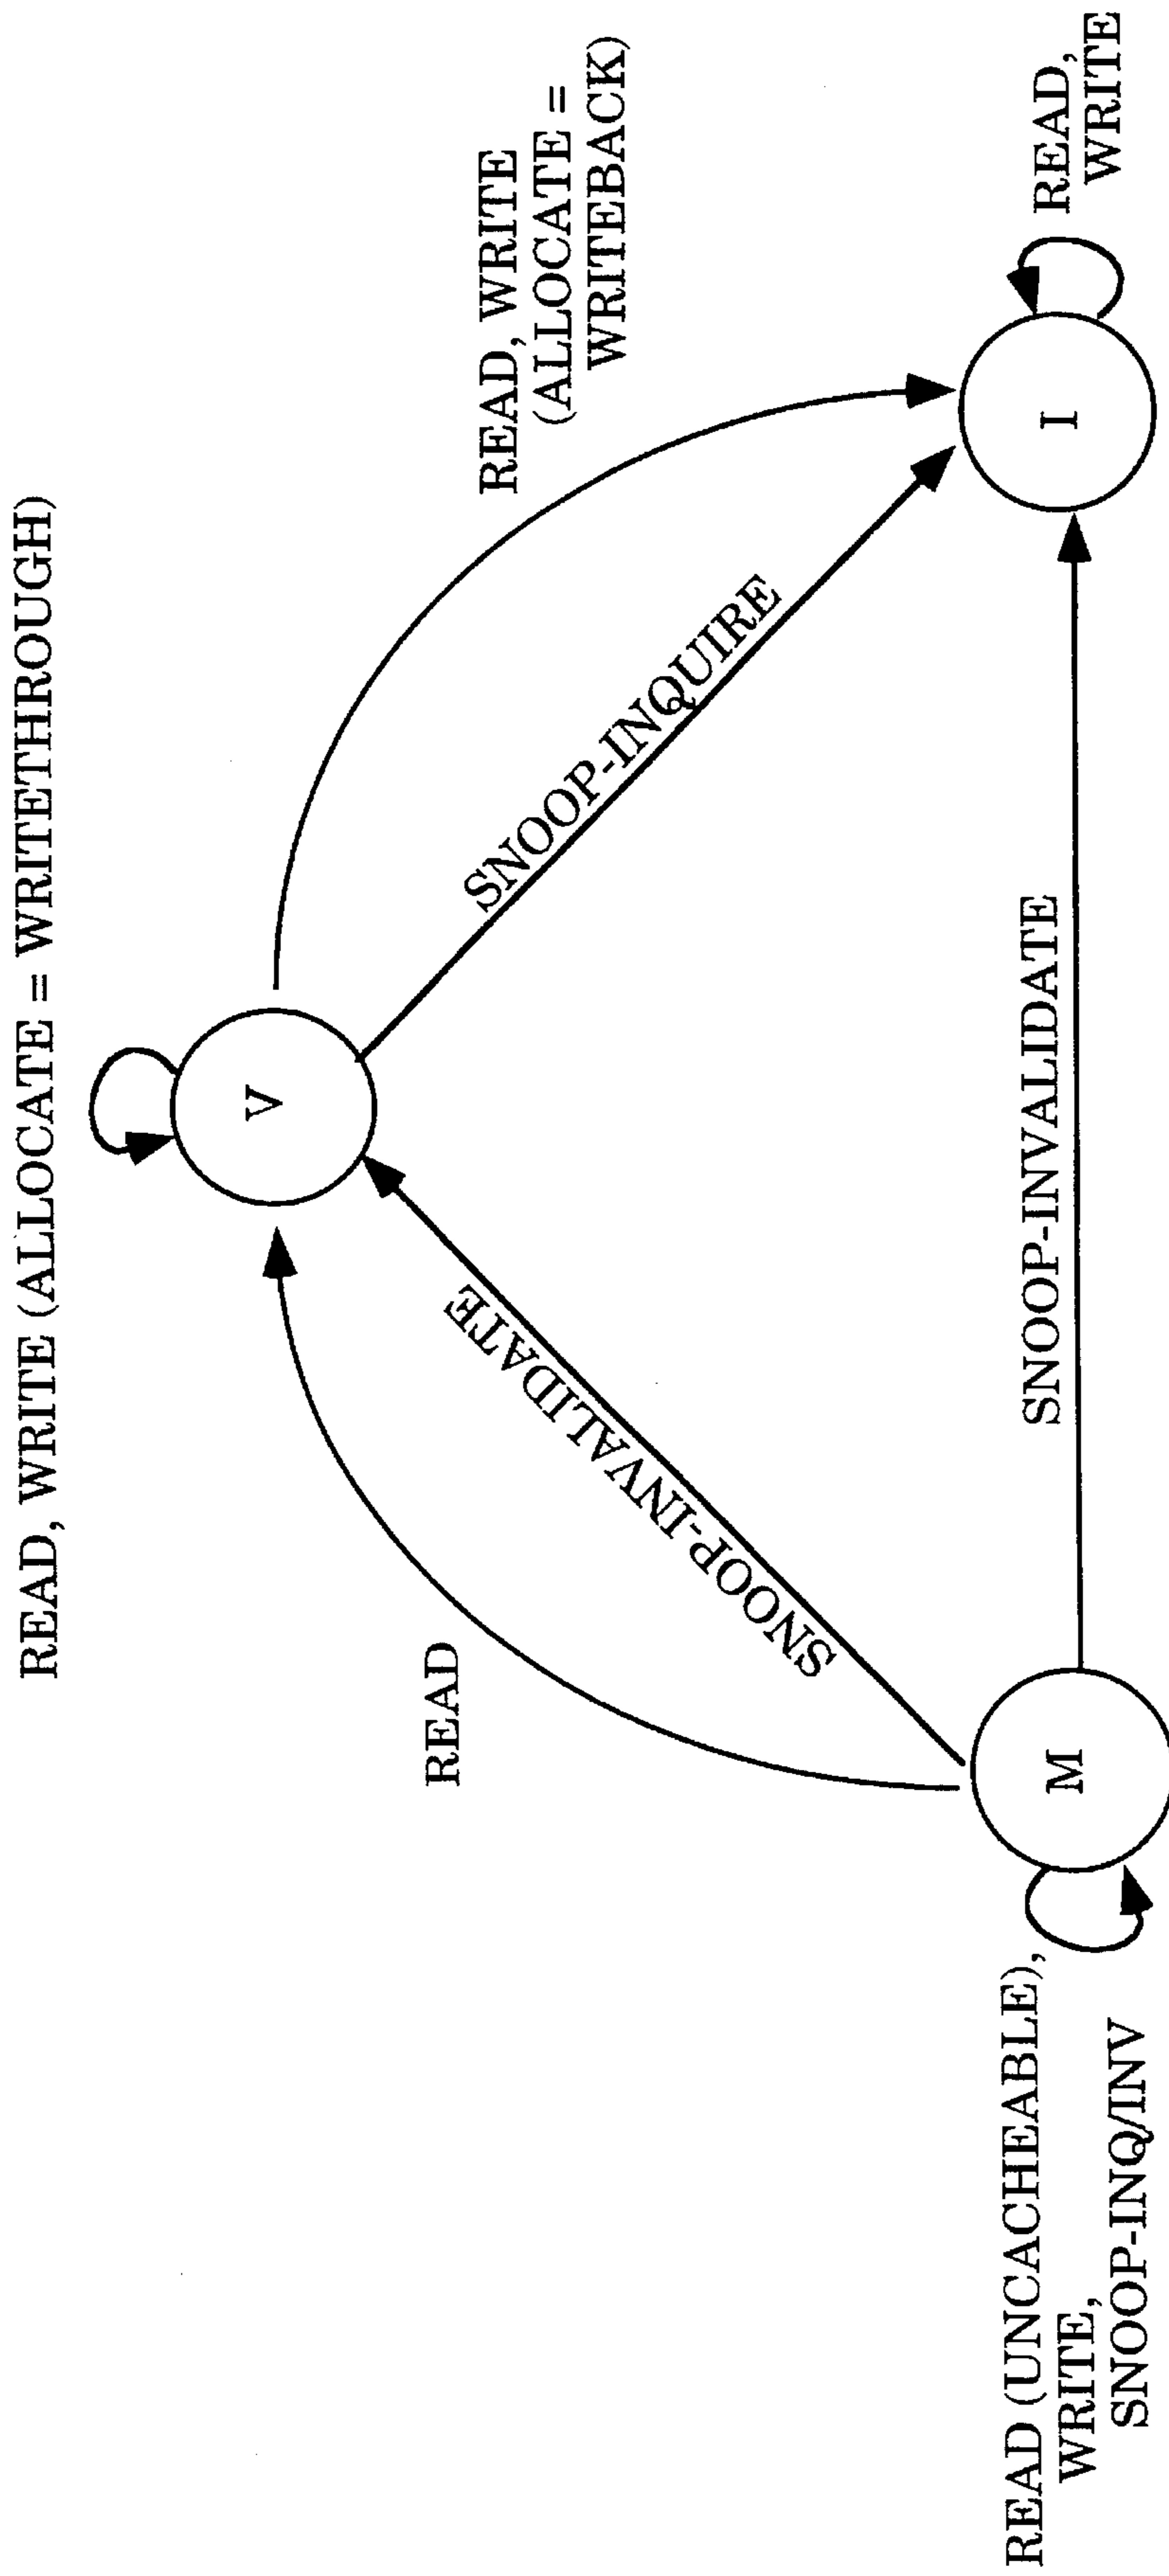 READ, WRITE (ALLOCATE = WRITETHROUGH)
V
READ
READ, WRITE
(ALLOCATE =
WRITEBACK)
SNOOP-INVALIDATE
SNOOP-INQUIRE
READ (UNCACHEABLE),
WRITE,
SNOOP-INQ/INV
M
SNOOP-INVALIDATE
I
READ,
WRITE